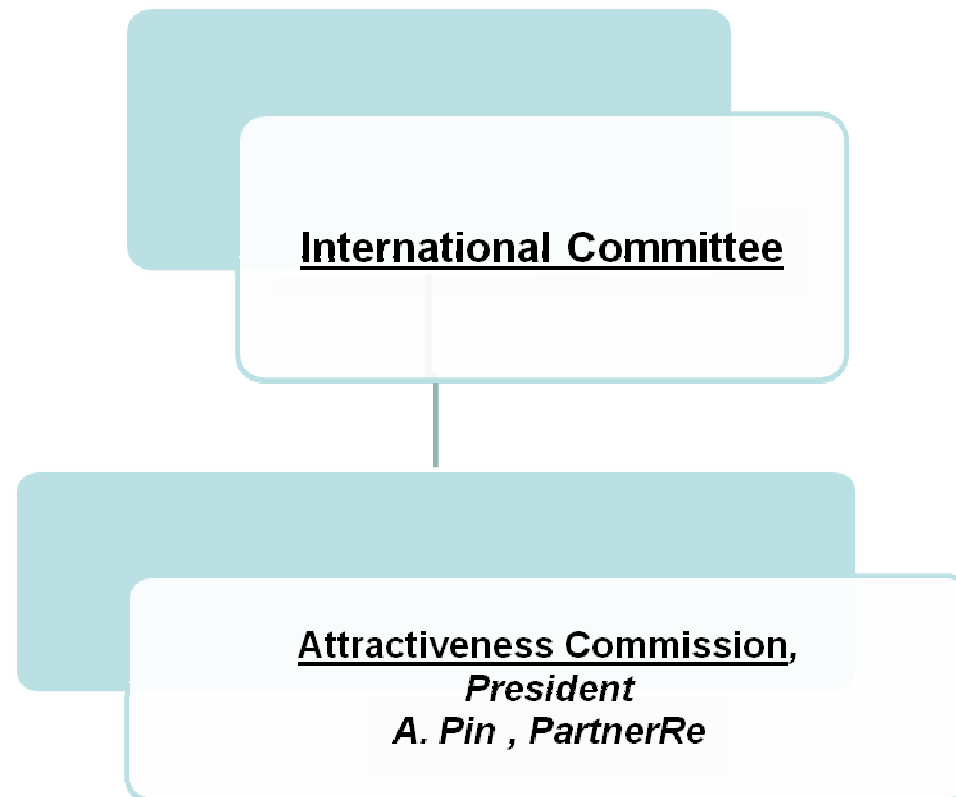 International Committee
Attractiveness Commission,
President
A. Pin , PartnerRe